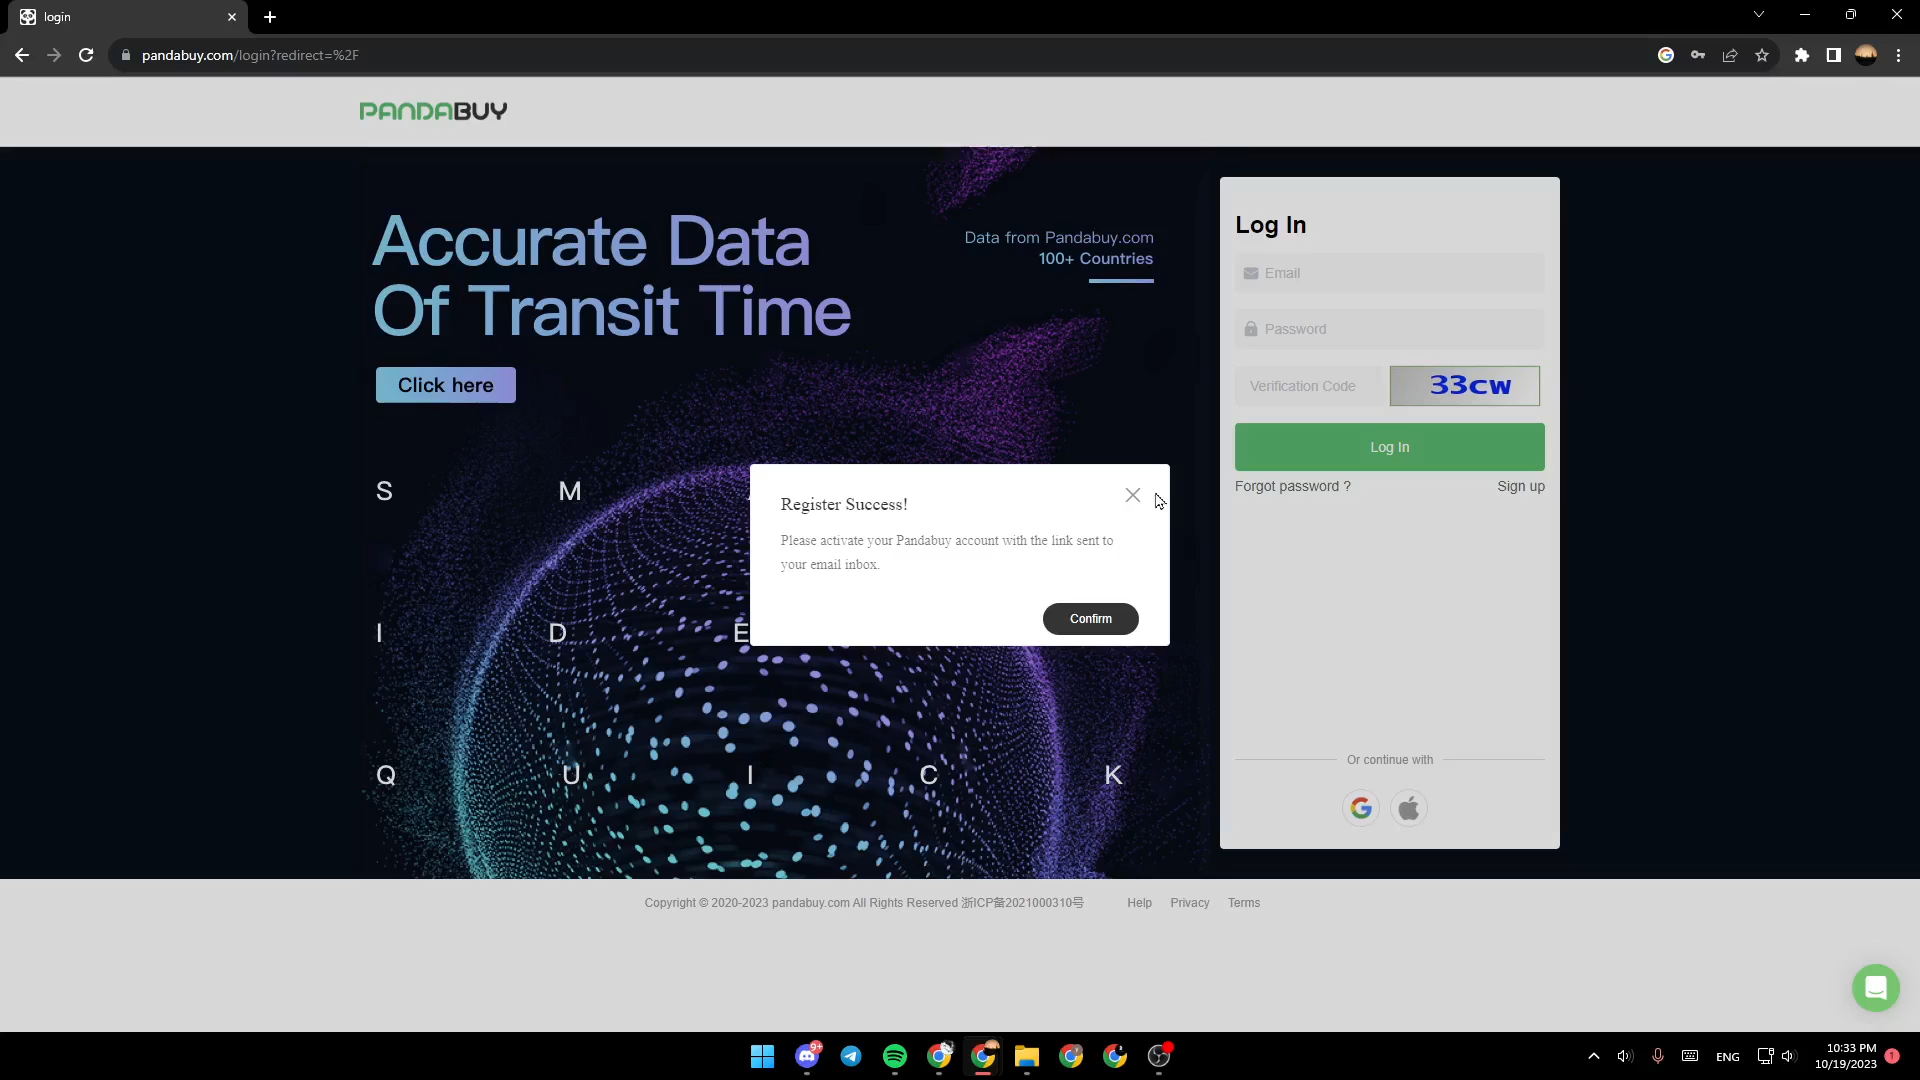 login
pandabuy.com/login?redirect=%2F
PANDABUY
Accurate Data
Of Transit Time
Data from Pandabuy.com
100+ Countries
Click here
S M
I D E
Q U I C K
Register Success!
Please activate your Pandabuy account with the link sent to
your email inbox.
Confirm
Log In
Email
Password
Verification Code 33cw
Log In
Forgot password ? Sign up
Or continue with
Copyright © 2020-2023 pandabuy.com All Rights Reserved 浙ICP备2021000310号 Help Privacy Terms
9+
ENG
10:33 PM
10/19/2023
1